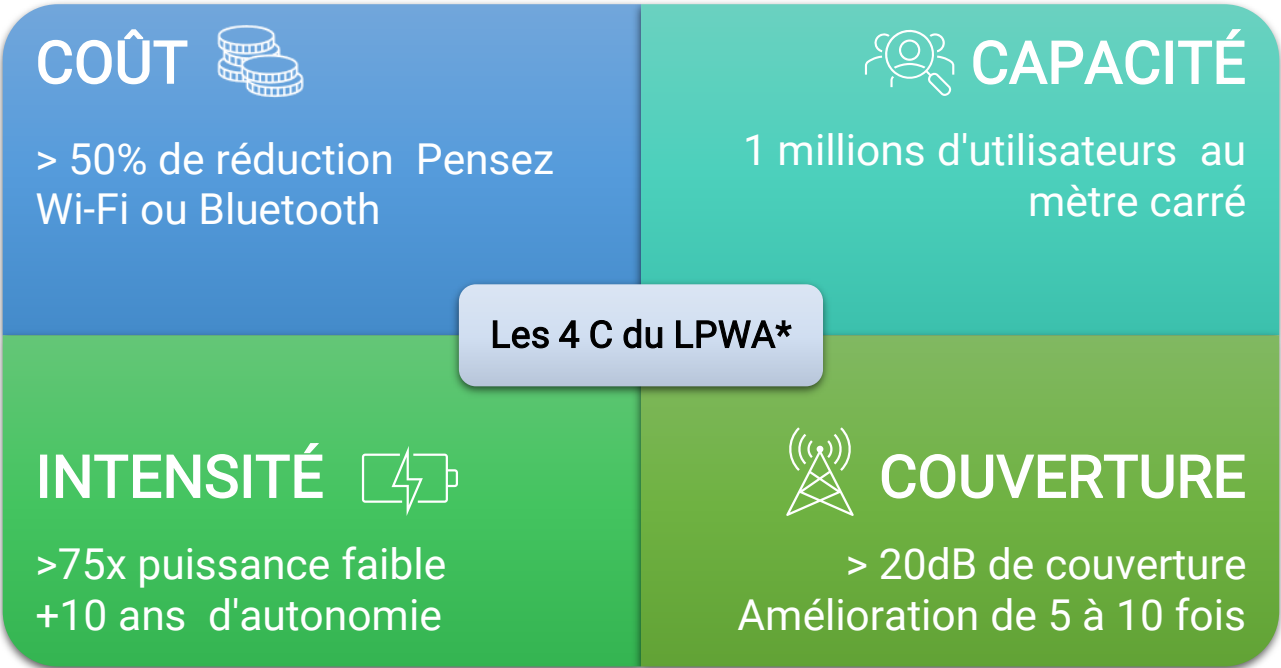 COÛT
> 50% de réduction  Pensez
Wi-Fi ou Bluetooth
CAPACITÉ
1 millions d'utilisateurs  au
mètre carré
Les 4 C du LPWA*
INTENSITÉ
>75x puissance faible
+10 ans  d'autonomie
COUVERTURE
> 20dB de couverture
Amélioration de 5 à 10 fois